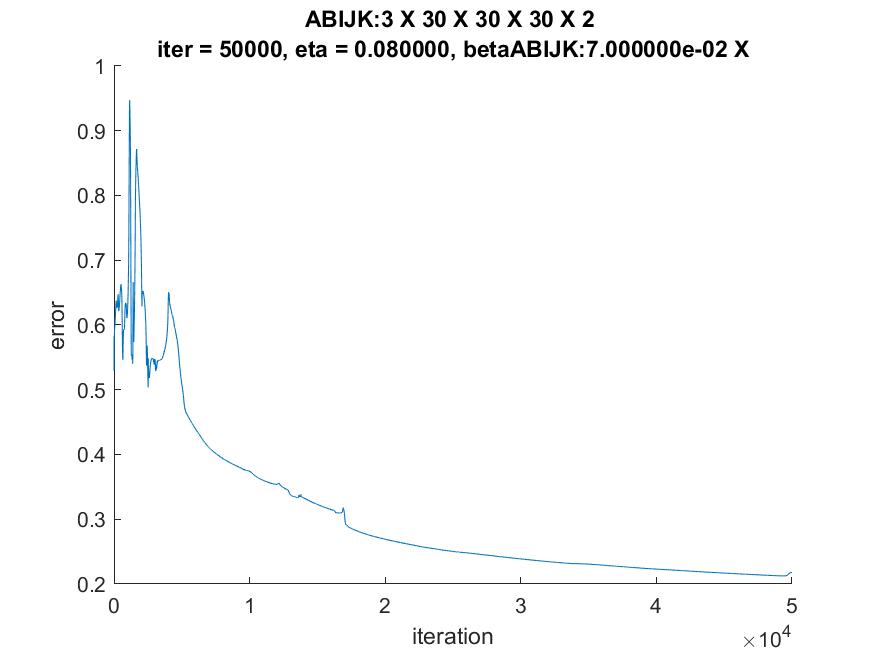 ABIJK:3 X 30 X 30 X 30 X 2
iter = 50000, eta = 0.080000, betaABIJK:7.000000e-02 X
1
0.9
0.8
0.7
0.6
0.5
0.4
0.3
0.2
error
0 1 2 3 4 5
iteration
×10⁴